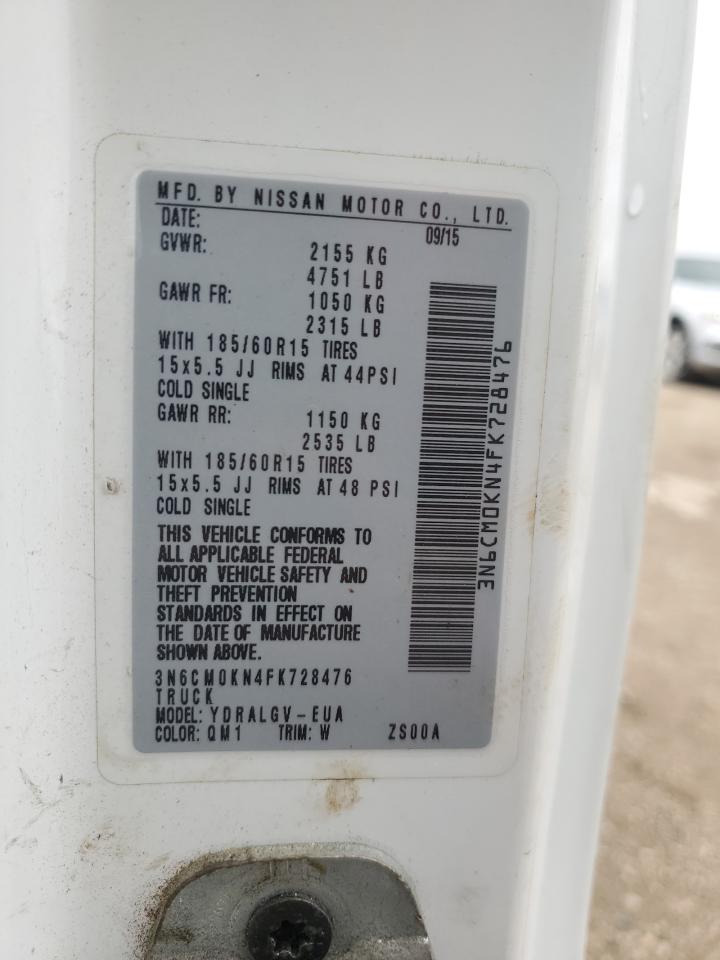 MFD. BY NISSAN MOTOR CO., LTD.
DATE: 09/15
GVWR: 2155 KG
4751 LB
GAWR FR: 1050 KG
2315 LB
WITH 185/60R15 TIRES
15x5.5 JJ RIMS AT 44PSI
COLD SINGLE
GAWR RR: 1150 KG
2535 LB
WITH 185/60R15 TIRES
15x5.5 JJ RIMS AT 48 PSI
COLD SINGLE
THIS VEHICLE CONFORMS TO
ALL APPLICABLE FEDERAL
MOTOR VEHICLE SAFETY AND
THEFT PREVENTION
STANDARDS IN EFFECT ON
THE DATE OF MANUFACTURE
SHOWN ABOVE.
3N6CM0KN4FK728476
TRUCK
MODEL: YDRALGV-EUA
COLOR: QM1 TRIM: W ZS00A
3N6CM0KN4FK728476